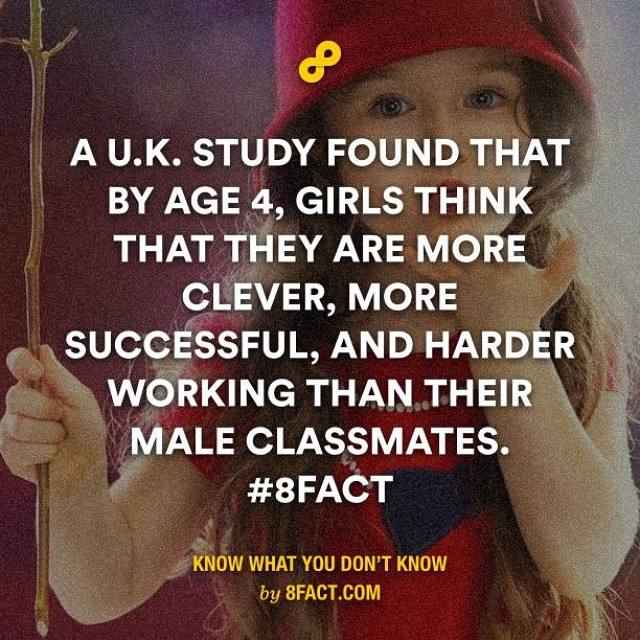 A U.K. STUDY FOUND THAT
BY AGE 4, GIRLS THINK
THAT THEY ARE MORE
CLEVER, MORE
SUCCESSFUL, AND HARDER
WORKING THAN THEIR
MALE CLASSMATES.
#8FACT
KNOW WHAT YOU DON'T KNOW
by 8FACT.COM